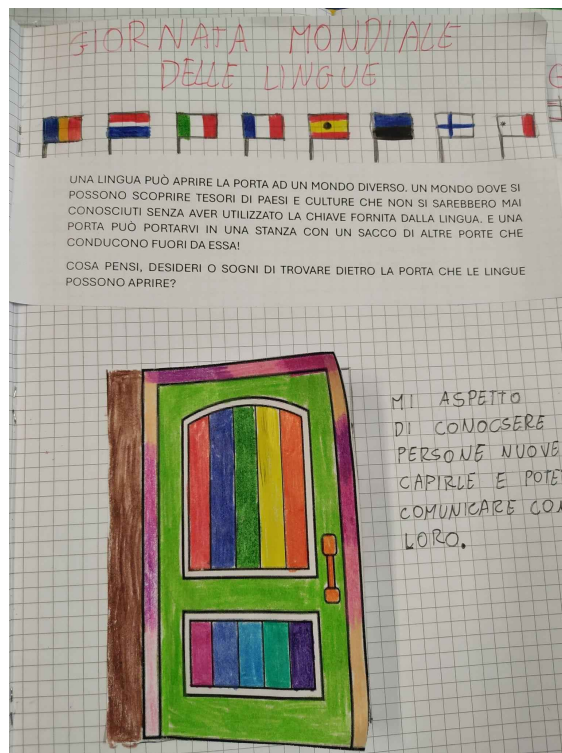 GIORNATA MONDIALE
DELLE LINGUE
UNA LINGUA PUÒ APRIRE LA PORTA AD UN MONDO DIVERSO. UN MONDO DOVE SI
POSSONO SCOPRIRE TESORI DI PAESI E CULTURE CHE NON SI SAREBBERO MAI
CONOSCIUTI SENZA AVER UTILIZZATO LA CHIAVE FORNITA DALLA LINGUA. E UNA
PORTA PUÒ PORTARVI IN UNA STANZA CON UN SACCO DI ALTRE PORTE CHE
CONDUCONO FUORI DA ESSA!
COSA PENSI, DESIDERI O SOGNI DI TROVARE DIETRO LA PORTA CHE LE LINGUE
POSSONO APRIRE?
MI ASPETTO
DI CONOCSERE
PERSONE NUOVE
CAPIRLE E POTE
COMUNICARE CON
LORO.